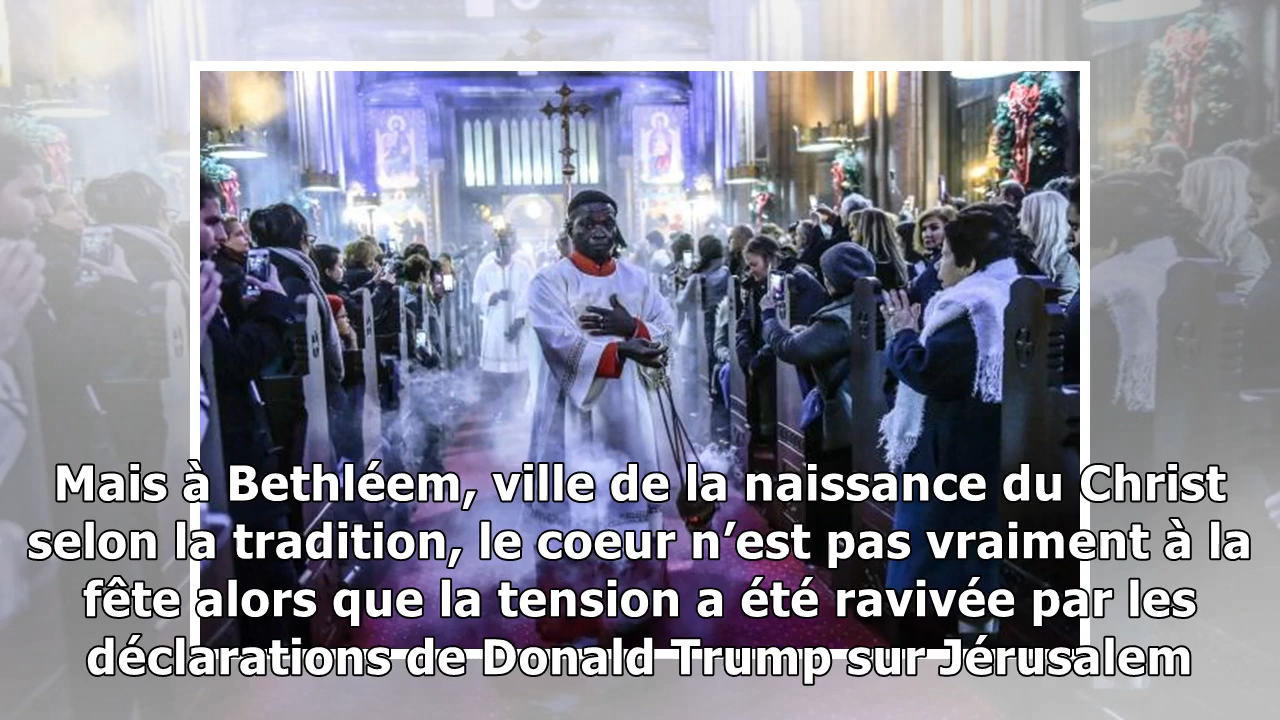 Mais à Bethléem, ville de la naissance du Christ
selon la tradition, le coeur n’est pas vraiment à la
fête alors que la tension a été ravivée par les
déclarations de Donald Trump sur Jérusalem